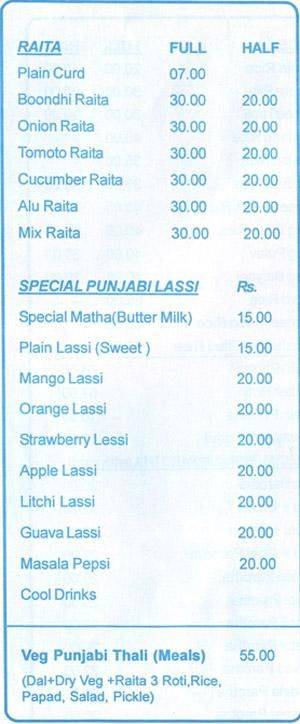 RAITA FULL HALF
Plain Curd 07.00
Boondhi Raita 30.00 20.00
Onion Raita 30.00 20.00
Tomoto Raita 30.00 20.00
Cucumber Raita 30.00 20.00
Alu Raita 30.00 20.00
Mix Raita 30.00 20.00
SPECIAL PUNJABI LASSI Rs.
Special Matha(Butter Milk) 15.00
Plain Lassi (Sweet ) 15.00
Mango Lassi 20.00
Orange Lassi 20.00
Strawberry Lessi 20.00
Apple Lassi 20.00
Litchi Lassi 20.00
Guava Lassi 20.00
Masala Pepsi 20.00
Cool Drinks
Veg Punjabi Thali (Meals) 55.00
(Dal+Dry Veg +Raita 3 Roti,Rice,
Papad, Salad, Pickle)